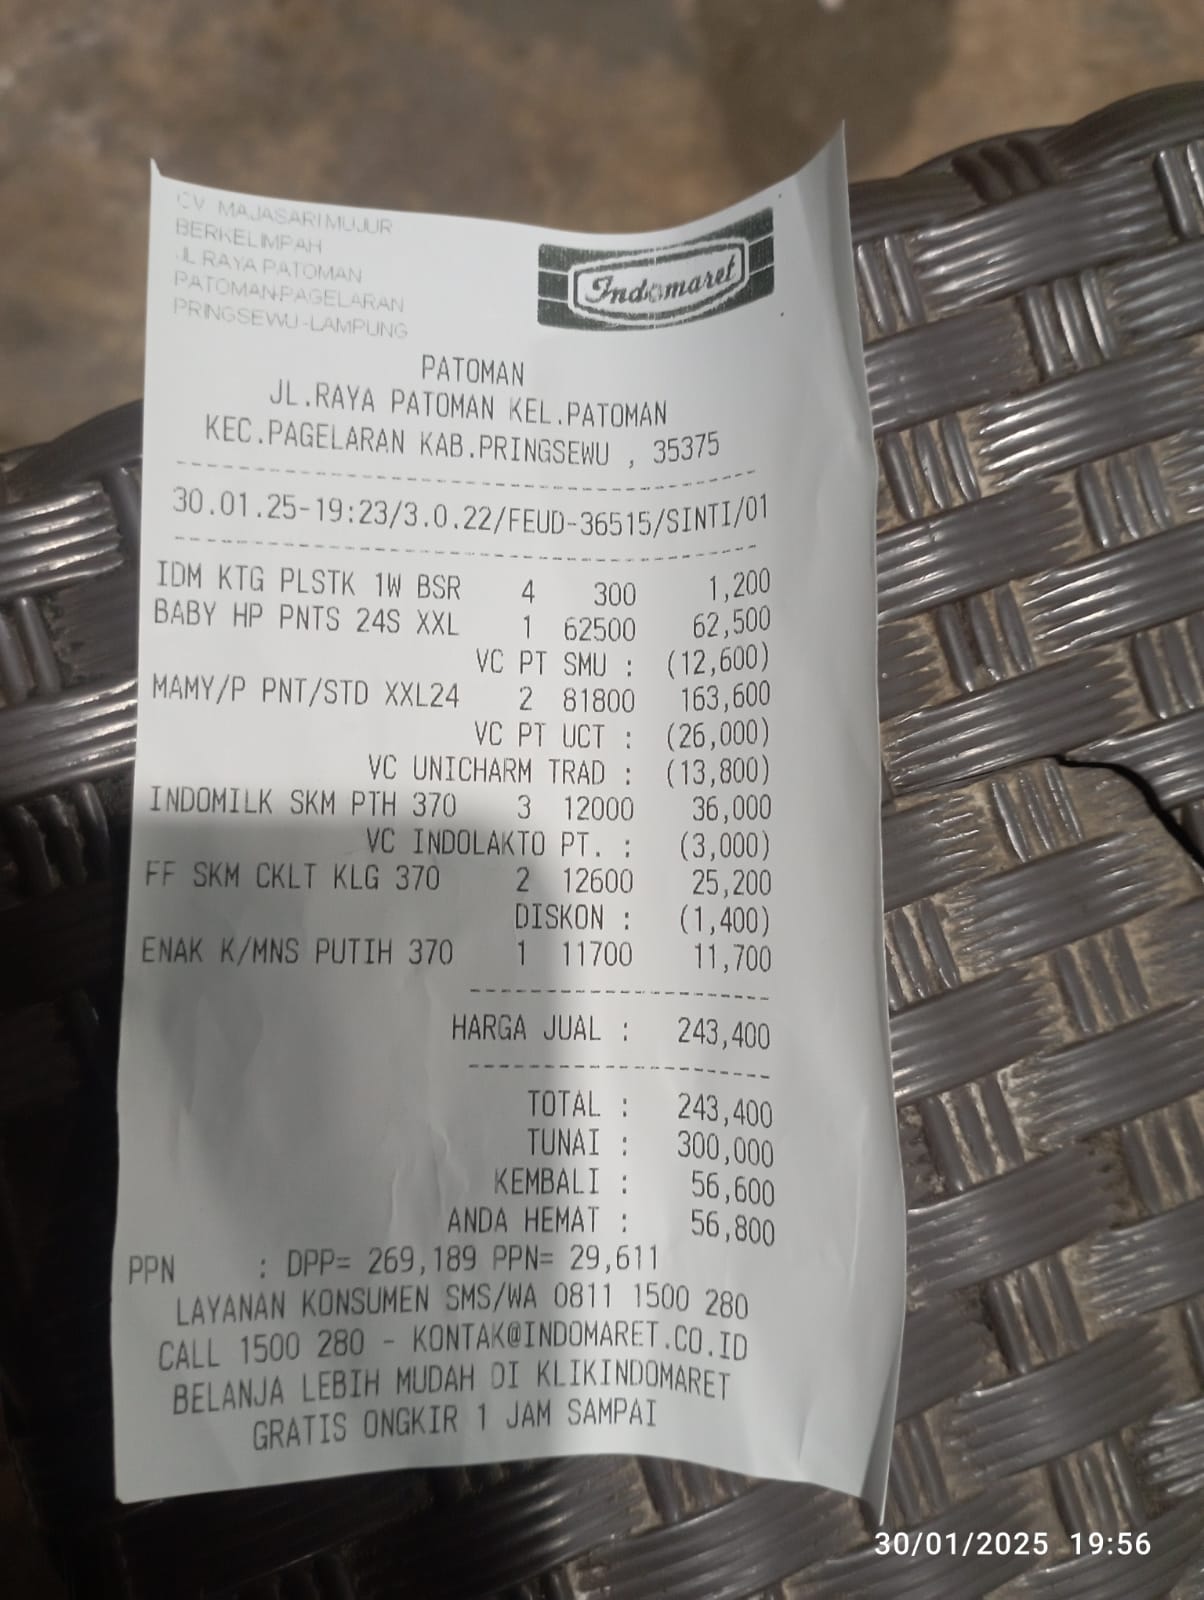 CV. MAJASARI MUJUR
BERKELIMPAH
JL RAYA PATOMAN
PATOMAN-PAGELARAN
PRINGSEWU-LAMPUNG
Indomaret
PATOMAN
JL.RAYA PATOMAN KEL.PATOMAN
KEC.PAGELARAN KAB.PRINGSEWU , 35375
30.01.25-19:23/3.0.22/FEUD-36515/SINTI/01
IDM KTG PLSTK 1W BSR 4 300 1,200
BABY HP PNTS 24S XXL 1 62500 62,500
VC PT SMU : (12,600)
MAMY/P PNT/STD XXL24 2 81800 163,600
VC PT UCT : (26,000)
VC UNICHARM TRAD : (13,800)
INDOMILK SKM PTH 370 3 12000 36,000
VC INDOLAKTO PT. : (3,000)
FF SKM CKLT KLG 370 2 12600 25,200
DISKON : (1,400)
ENAK K/MNS PUTIH 370 1 11700 11,700
HARGA JUAL : 243,400
TOTAL : 243,400
TUNAI : 300,000
KEMBALI : 56,600
ANDA HEMAT : 56,800
PPN : DPP= 269,189 PPN= 29,611
LAYANAN KONSUMEN SMS/WA 0811 1500 280
CALL 1500 280 - KONTAK@INDOMARET.CO.ID
BELANJA LEBIH MUDAH DI KLIKINDOMARET
GRATIS ONGKIR 1 JAM SAMPAI
30/01/2025 19:56